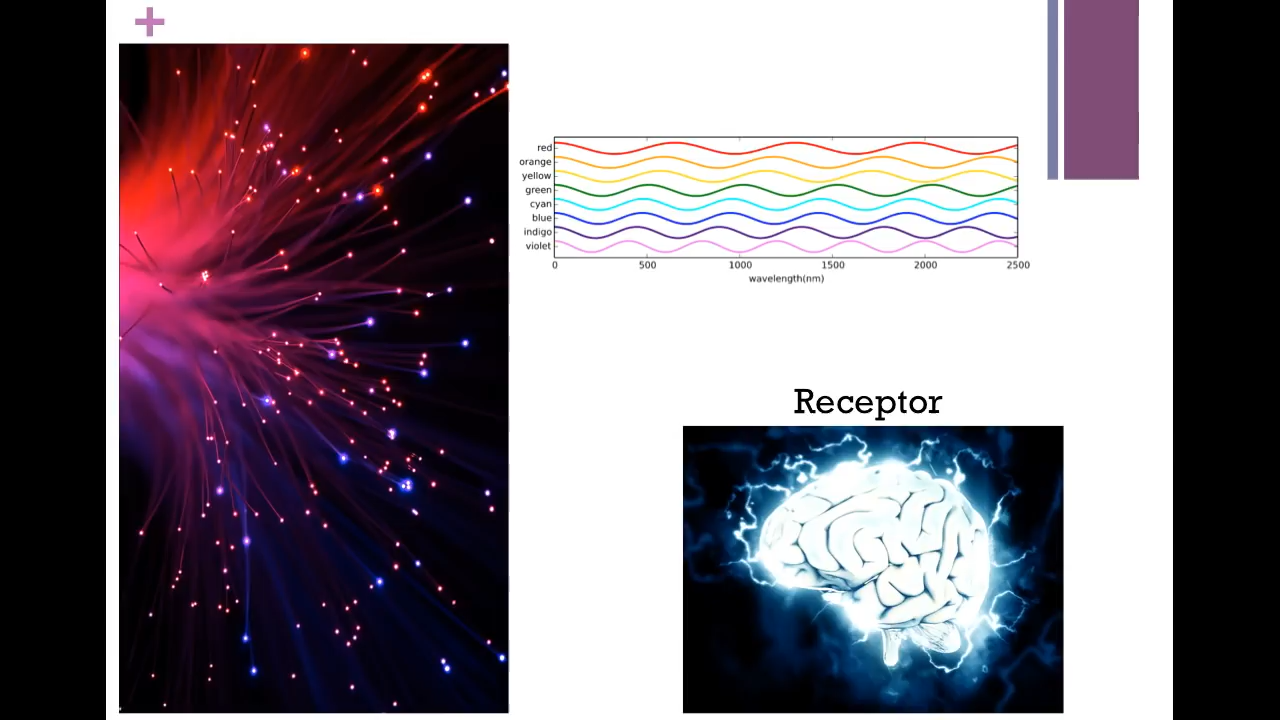 +
red
orange
yellow
green
cyan
blue
indigo
violet
0 500 1000 1500 2000 2500
wavelength(nm)
Receptor